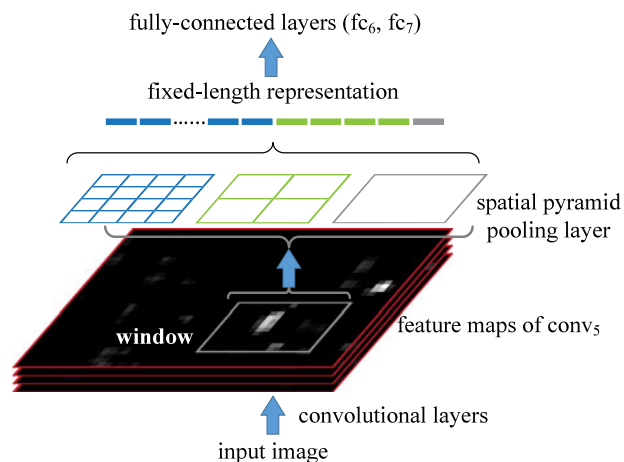 fully-connected layers (fc₆, fc₇)
fixed-length representation
......
spatial pyramid
pooling layer
window
feature maps of conv₅
convolutional layers
input image